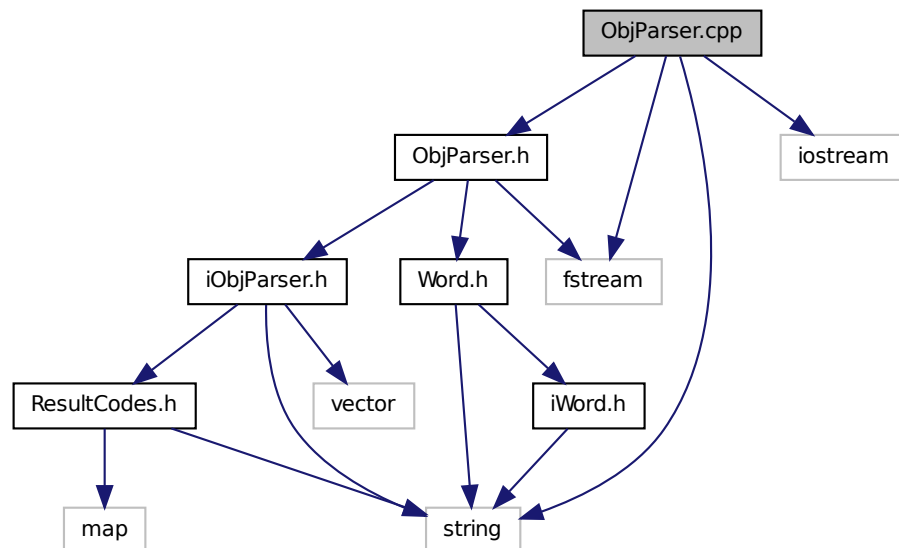 ObjParser.cpp
ObjParser.h
iostream
iObjParser.h
Word.h
fstream
ResultCodes.h
vector
iWord.h
map
string